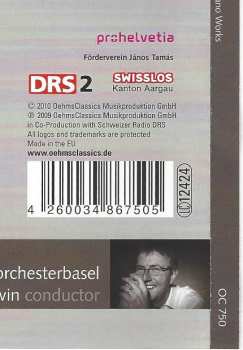 prohelvetia
Förderverein János Tamás
DRS 2
SWISSLOS
Kanton Aargau
© 2010 OehmsClassics Musikproduktion GmbH
℗ 2009 OehmsClassics Musikproduktion GmbH
in Co-Production with Schweizer Radio DRS
All logos and trademarks are protected
Made in the EU
www.oehmsclassics.de
4 260034 867505
LC 12424
orchesterbasel
conductor
Works
OC 750